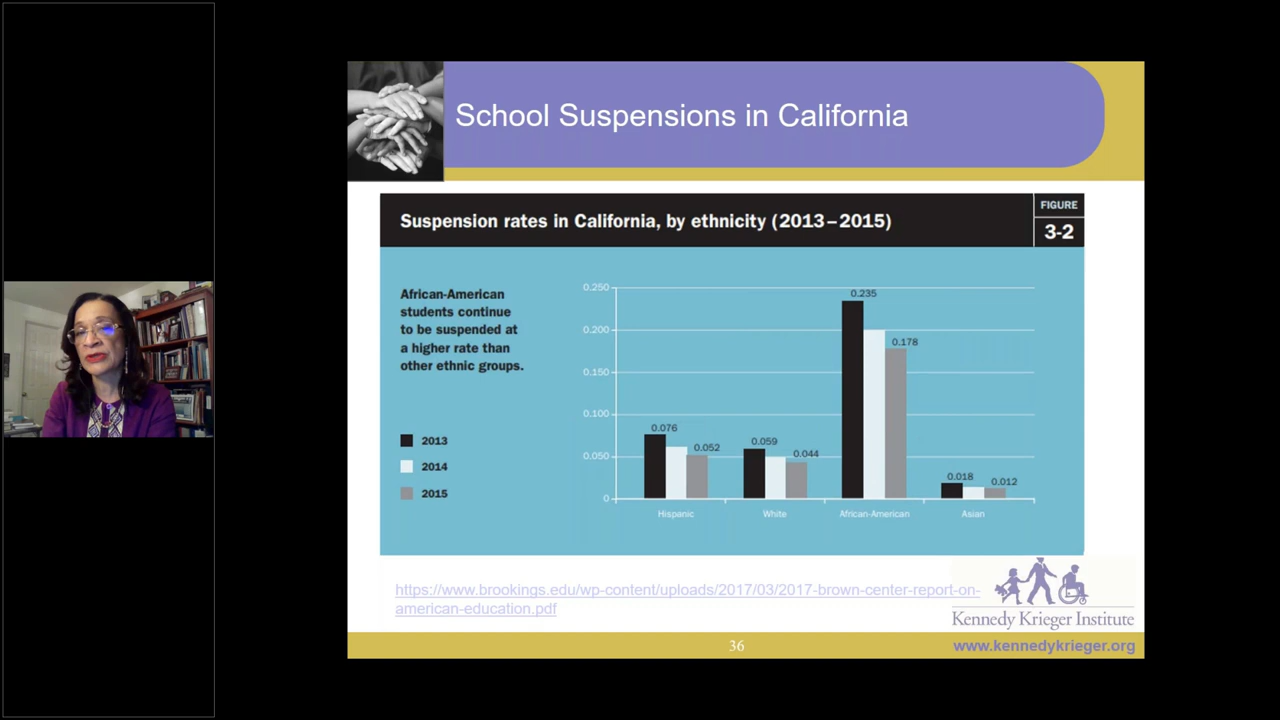 School Suspensions in California
Suspension rates in California, by ethnicity (2013–2015)
FIGURE
3-2
African-American
students continue
to be suspended at
a higher rate than
other ethnic groups.
2013
2014
2015
0.250
0.200
0.150
0.100
0.050
0
0.076
0.052
0.059
0.044
0.235
0.178
0.018
0.012
Hispanic
White
African-American
Asian
https://www.brookings.edu/wp-content/uploads/2017/03/2017-brown-center-report-on-
american-education.pdf
Kennedy Krieger Institute
36
www.kennedykrieger.org